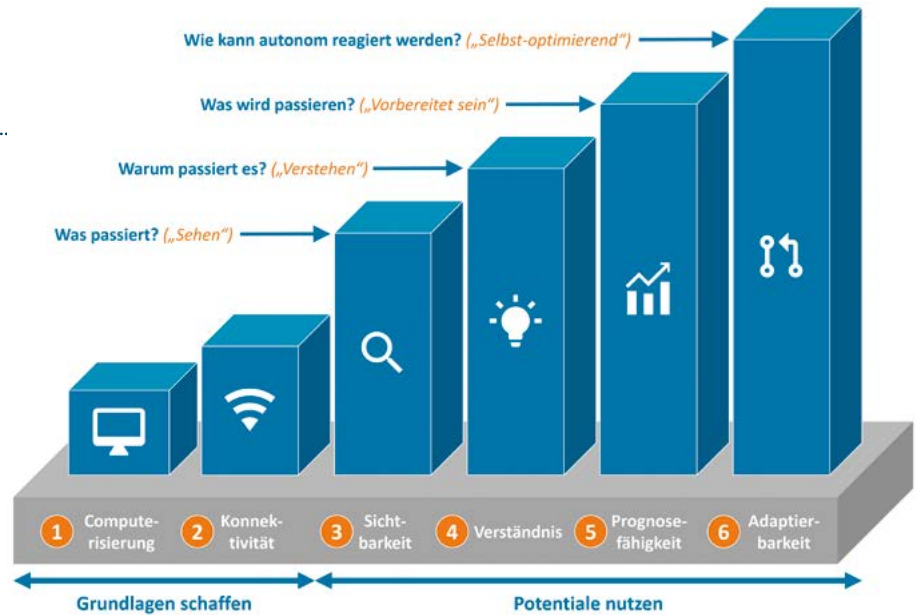 Wie kann autonom reagiert werden? („Selbst-optimierend“)
Was wird passieren? („Vorbereitet sein“)
Warum passiert es? („Verstehen“)
Was passiert? („Sehen“)
1 Compute-
risierung
2 Konnek-
tivität
3 Sicht-
barkeit
4 Verständnis
5 Prognose-
fähigkeit
6 Adaptier-
barkeit
Grundlagen schaffen
Potentiale nutzen